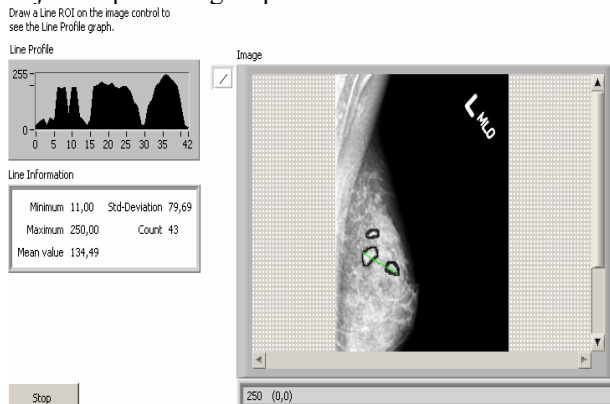 Draw a Line ROI on the image control to
see the Line Profile graph.
Line Profile
255
0
0 5 10 15 20 25 30 35 42
Line Information
Minimum 11,00 Std-Deviation 79,69
Maximum 250,00 Count 43
Mean value 134,49
Stop
Image
L MLO
250 (0,0)